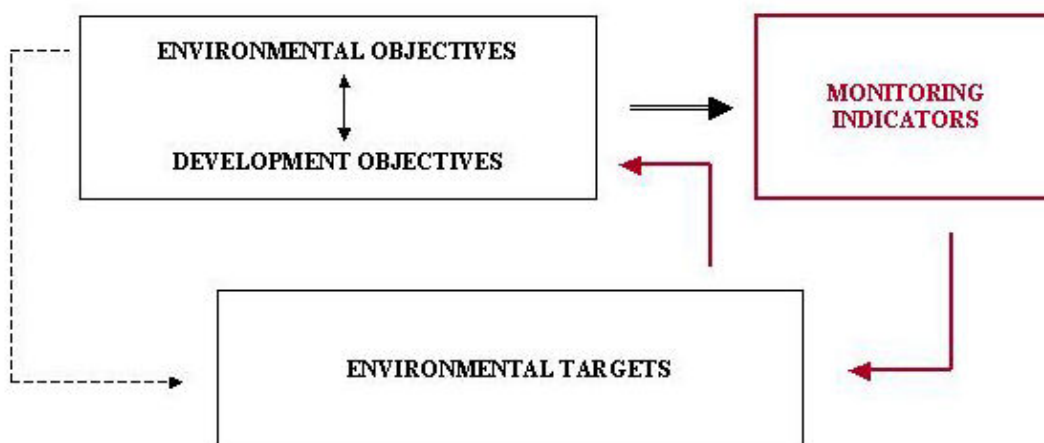 ENVIRONMENTAL OBJECTIVES
DEVELOPMENT OBJECTIVES
MONITORING
INDICATORS
ENVIRONMENTAL TARGETS